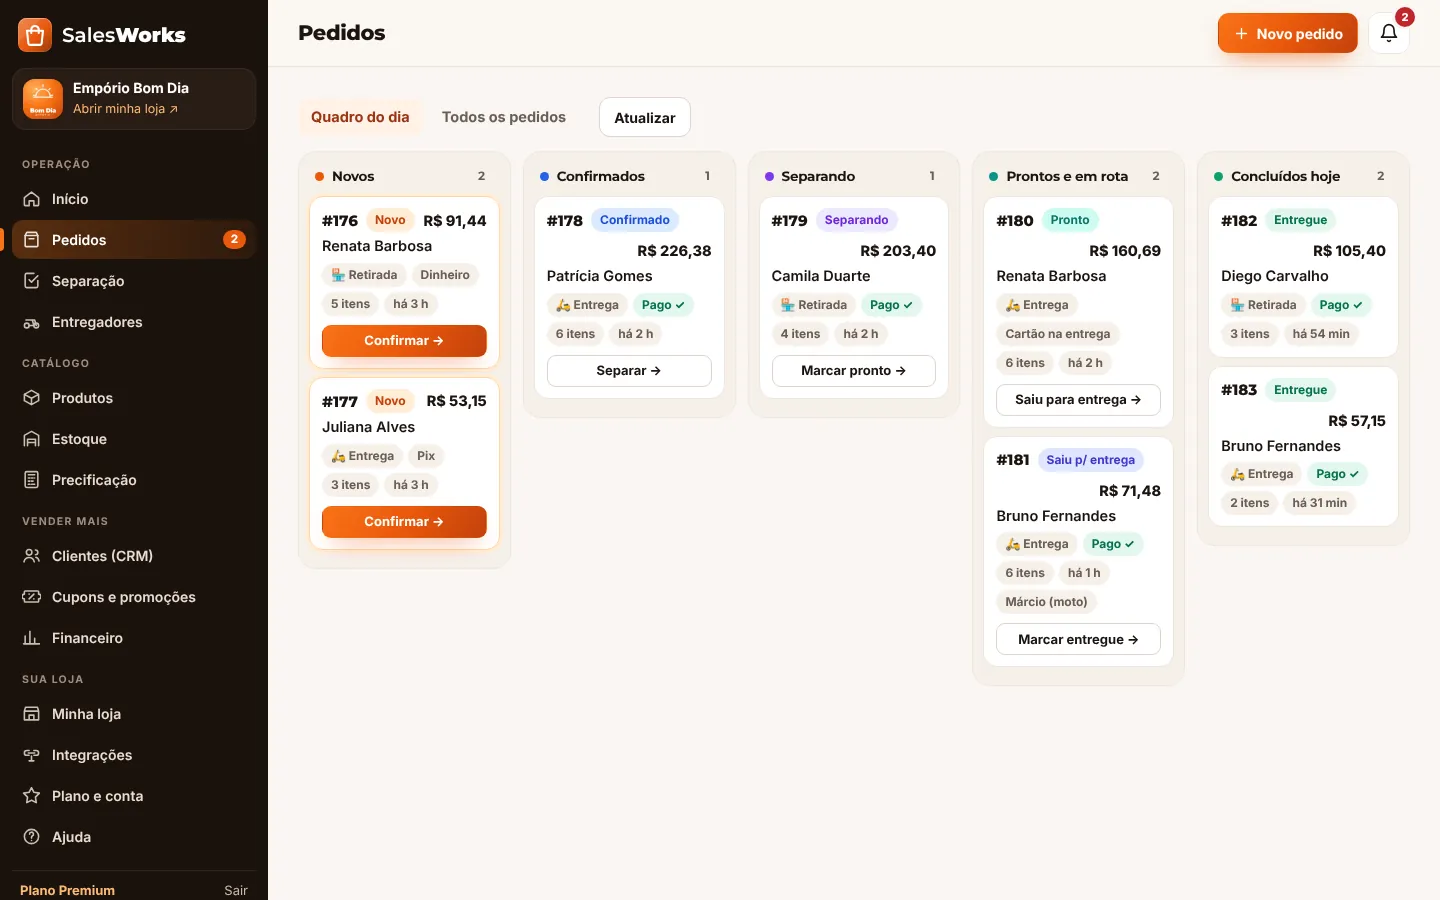 SalesWorks
Bom Dia
Empório Bom Dia
Abrir minha loja ↗
OPERAÇÃO
Início
Pedidos
2
Separação
Entregadores
CATÁLOGO
Produtos
Estoque
Precificação
VENDER MAIS
Clientes (CRM)
Cupons e promoções
Financeiro
SUA LOJA
Minha loja
Integrações
Plano e conta
Ajuda
Plano Premium
Sair
Pedidos
+ Novo pedido
2
Quadro do dia
Todos os pedidos
Atualizar
Novos 2
#176 Novo R$ 91,44
Renata Barbosa
Retirada Dinheiro
5 itens há 3 h
Confirmar →
#177 Novo R$ 53,15
Juliana Alves
Entrega Pix
3 itens há 3 h
Confirmar →
Confirmados 1
#178 Confirmado
R$ 226,38
Patrícia Gomes
Entrega Pago ✓
6 itens há 2 h
Separar →
Separando 1
#179 Separando
R$ 203,40
Camila Duarte
Retirada Pago ✓
4 itens há 2 h
Marcar pronto →
Prontos e em rota 2
#180 Pronto
R$ 160,69
Renata Barbosa
Entrega
Cartão na entrega
6 itens há 2 h
Saiu para entrega →
#181 Saiu p/ entrega
R$ 71,48
Bruno Fernandes
Entrega Pago ✓
6 itens há 1 h
Márcio (moto)
Marcar entregue →
Concluídos hoje 2
#182 Entregue
R$ 105,40
Diego Carvalho
Retirada Pago ✓
3 itens há 54 min
#183 Entregue
R$ 57,15
Bruno Fernandes
Entrega Pago ✓
2 itens há 31 min